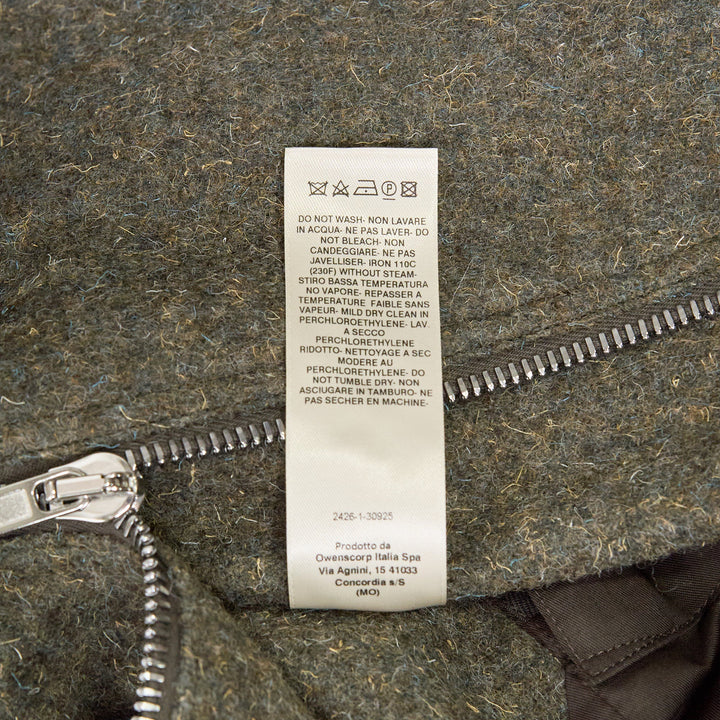 DO NOT WASH- NON LAVARE
IN ACQUA- NE PAS LAVER- DO
NOT BLEACH- NON
CANDEGGIARE- NE PAS
JAVELLISER- IRON 110C
(230F) WITHOUT STEAM-
STIRO BASSA TEMPERATURA
NO VAPORE- REPASSER A
TEMPERATURE FAIBLE SANS
VAPEUR- MILD DRY CLEAN IN
PERCHLOROETHYLENE- LAV.
A SECCO
PERCHLORETHYLENE
RIDOTTO- NETTOYAGE A SEC
MODERE AU
PERCHLORETHYLENE- DO
NOT TUMBLE DRY- NON
ASCIUGARE IN TAMBURO- NE
PAS SECHER EN MACHINE-
2426-1-30925
Prodotto da
Owenscorp Italia Spa
Via Agnini, 15 41033
Concordia s/S
(MO)